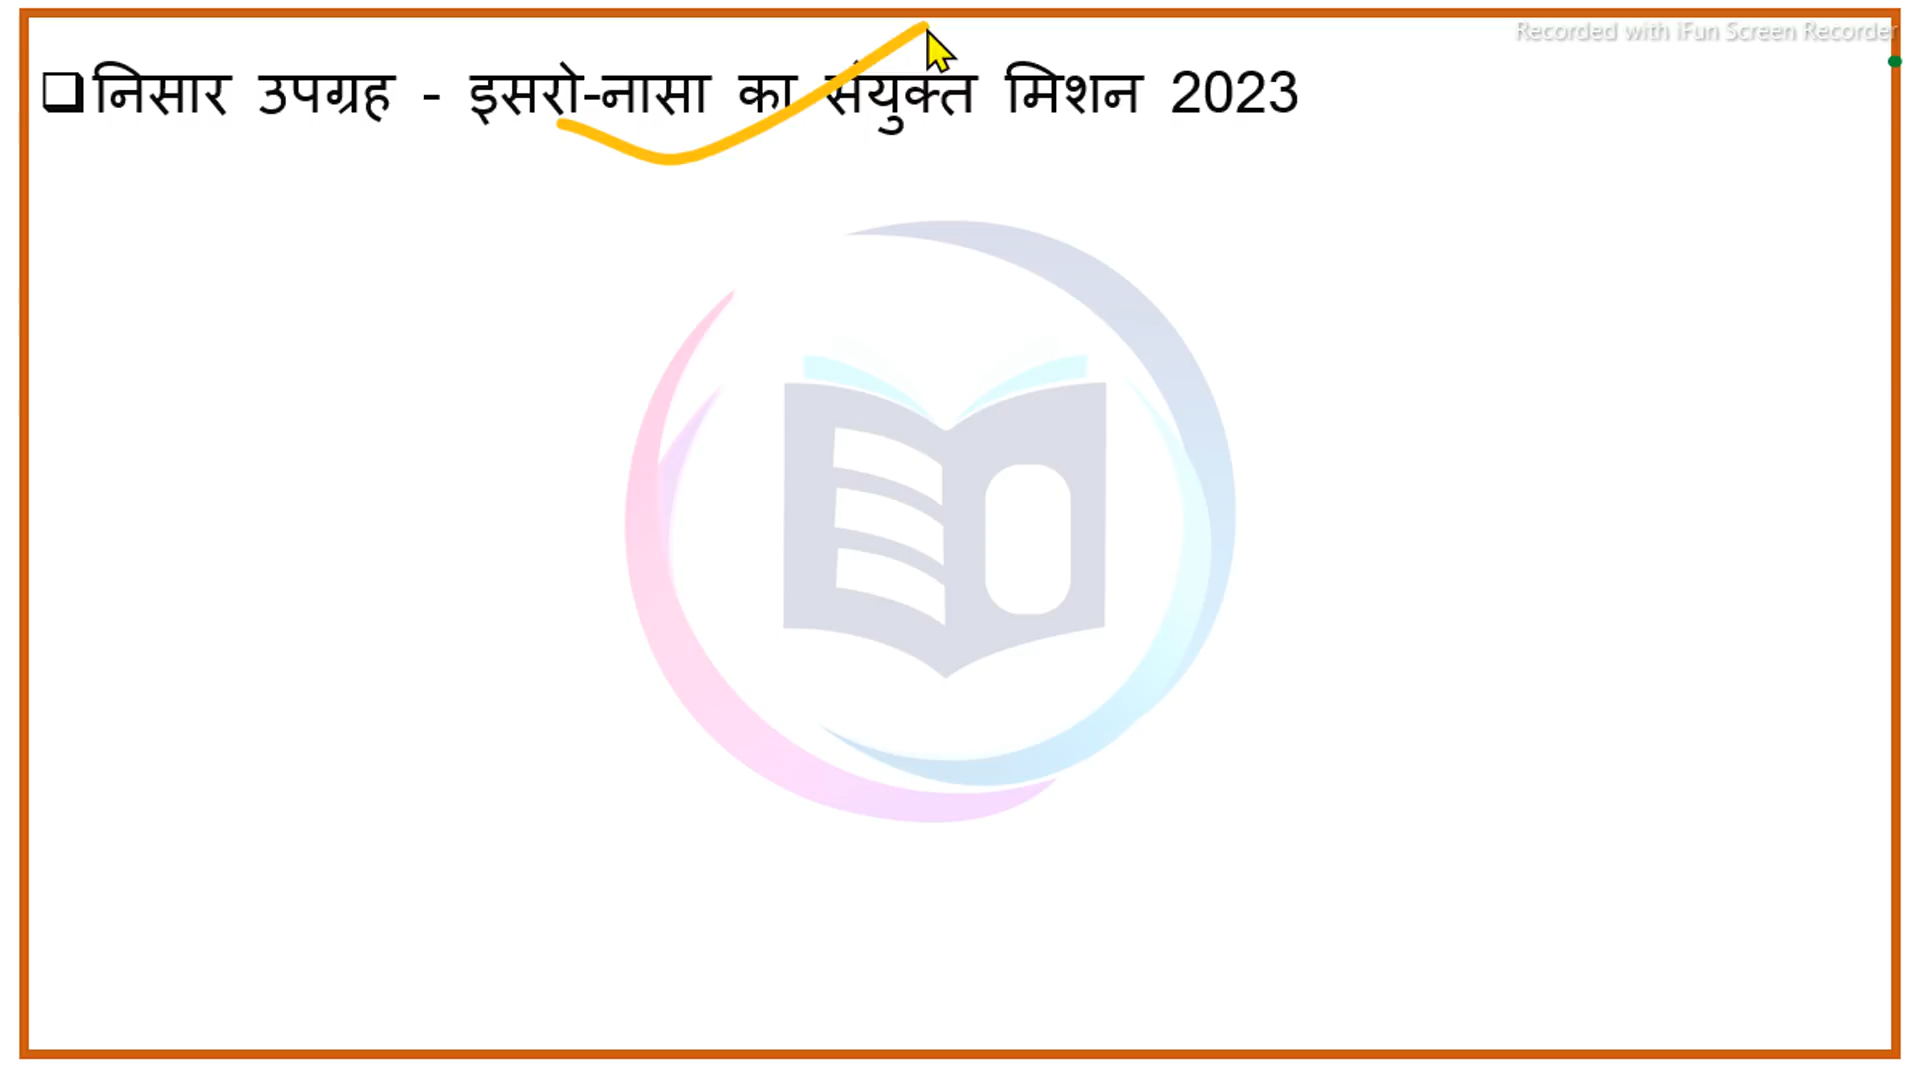 Recorded with iFun Screen Recorder
निसार उपग्रह - इसरो-नासा का संयुक्त मिशन 2023